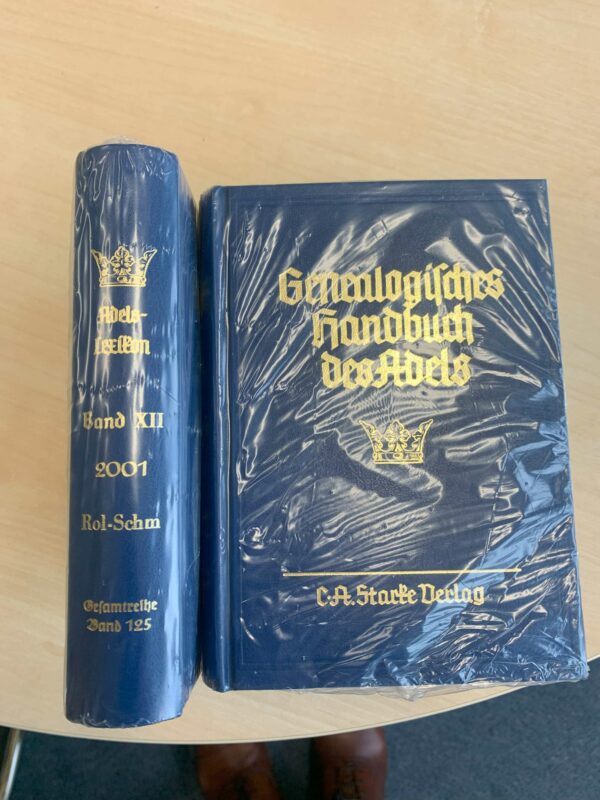 Adels-
lexikon
Band XII
2001
Rol-Schm
Gesamtreihe
Band 125
Genealogisches
Handbuch
des Adels
C.A. Starke Verlag